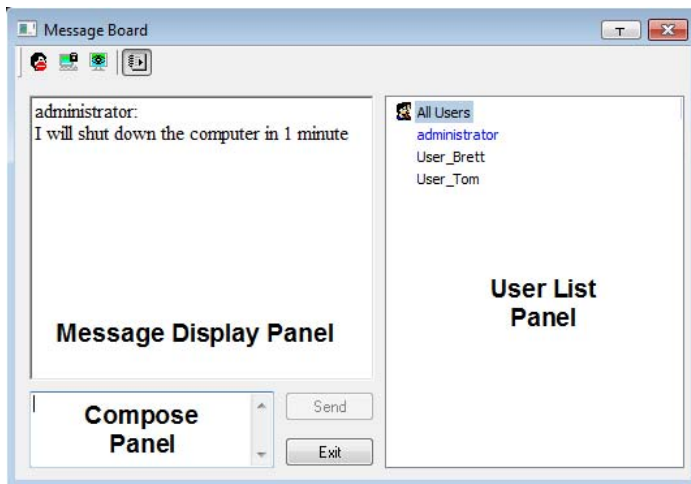 Message Board
administrator:
I will shut down the computer in 1 minute
Message Display Panel
Compose
Panel
Send
Exit
All Users
administrator
User_Brett
User_Tom
User List
Panel